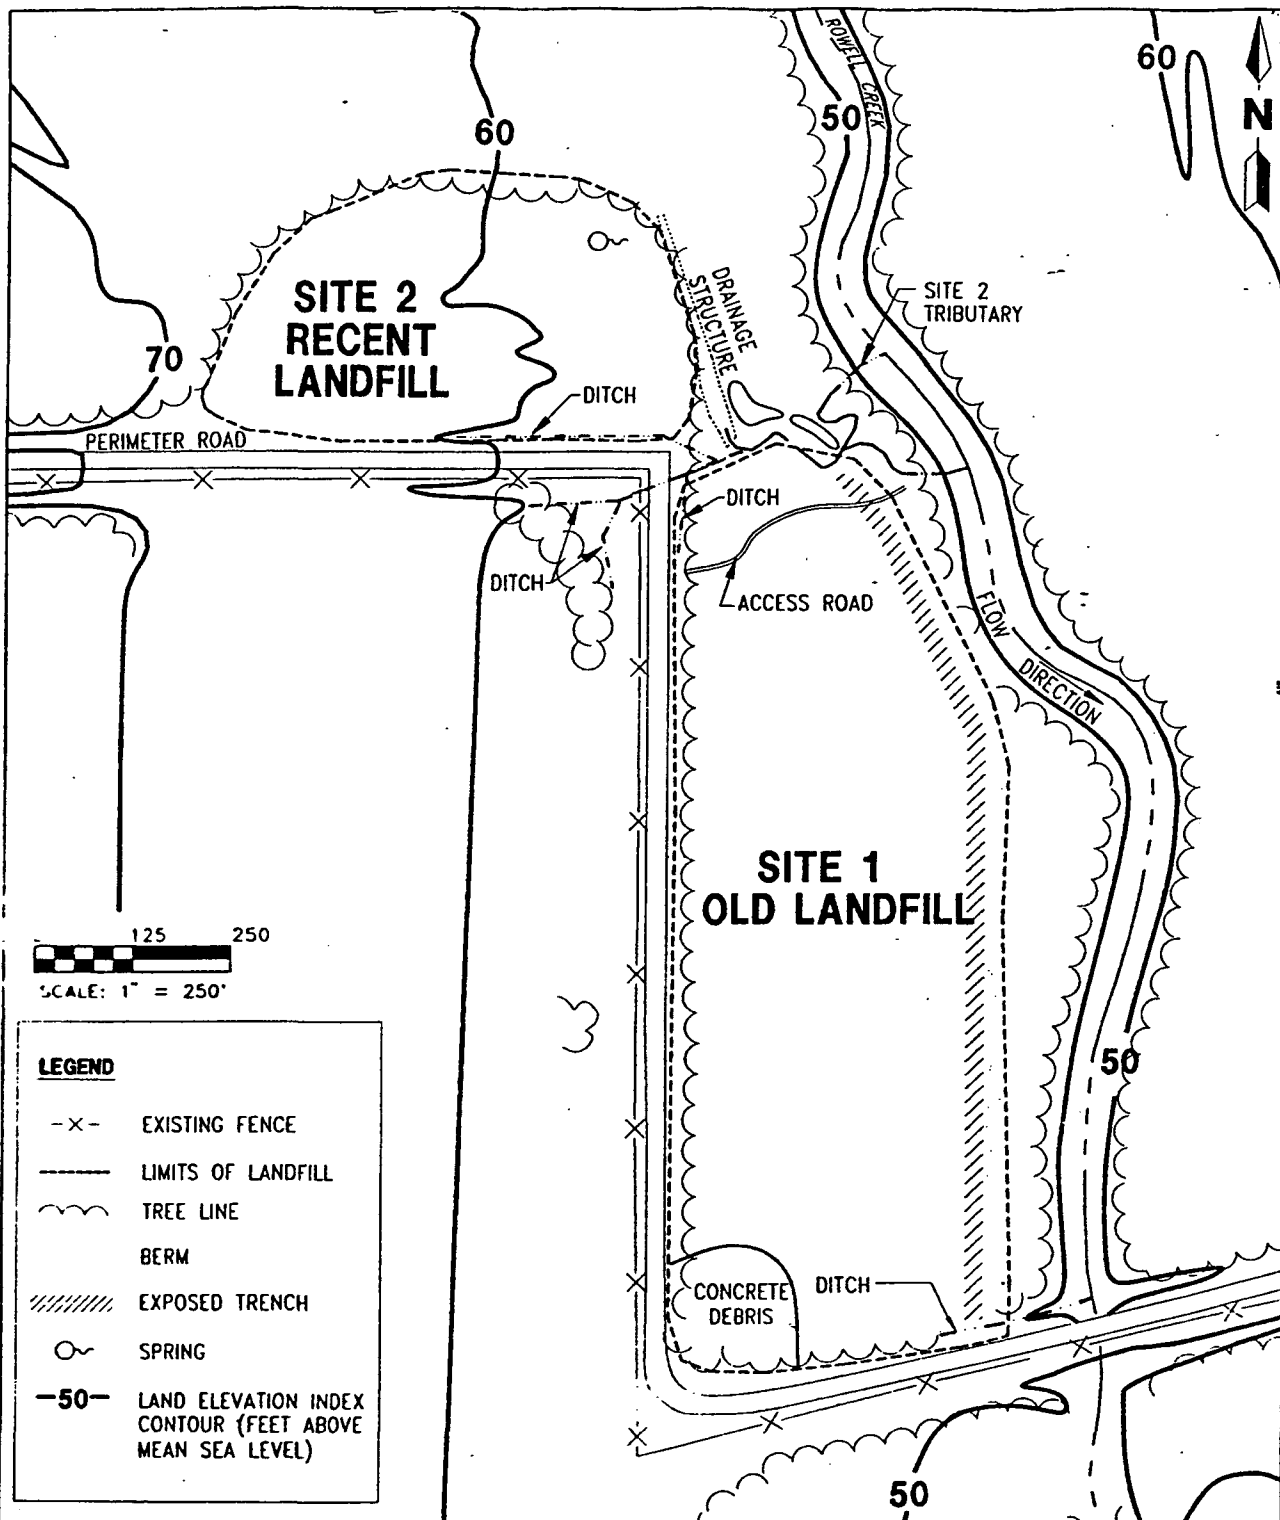 ROWELL CREEK
60
50
N
60
DRAINAGE
STRUCTURE
SITE 2
RECENT
LANDFILL
SITE 2
TRIBUTARY
70
DITCH
PERIMETER ROAD
DITCH
DITCH
ACCESS ROAD
FLOW
DIRECTION
SITE 1
OLD LANDFILL
125 250
SCALE: 1" = 250'
50
LEGEND
-X- EXISTING FENCE
LIMITS OF LANDFILL
TREE LINE
BERM
EXPOSED TRENCH
SPRING
-50- LAND ELEVATION INDEX
CONTOUR (FEET ABOVE
MEAN SEA LEVEL)
CONCRETE
DEBRIS
DITCH
50